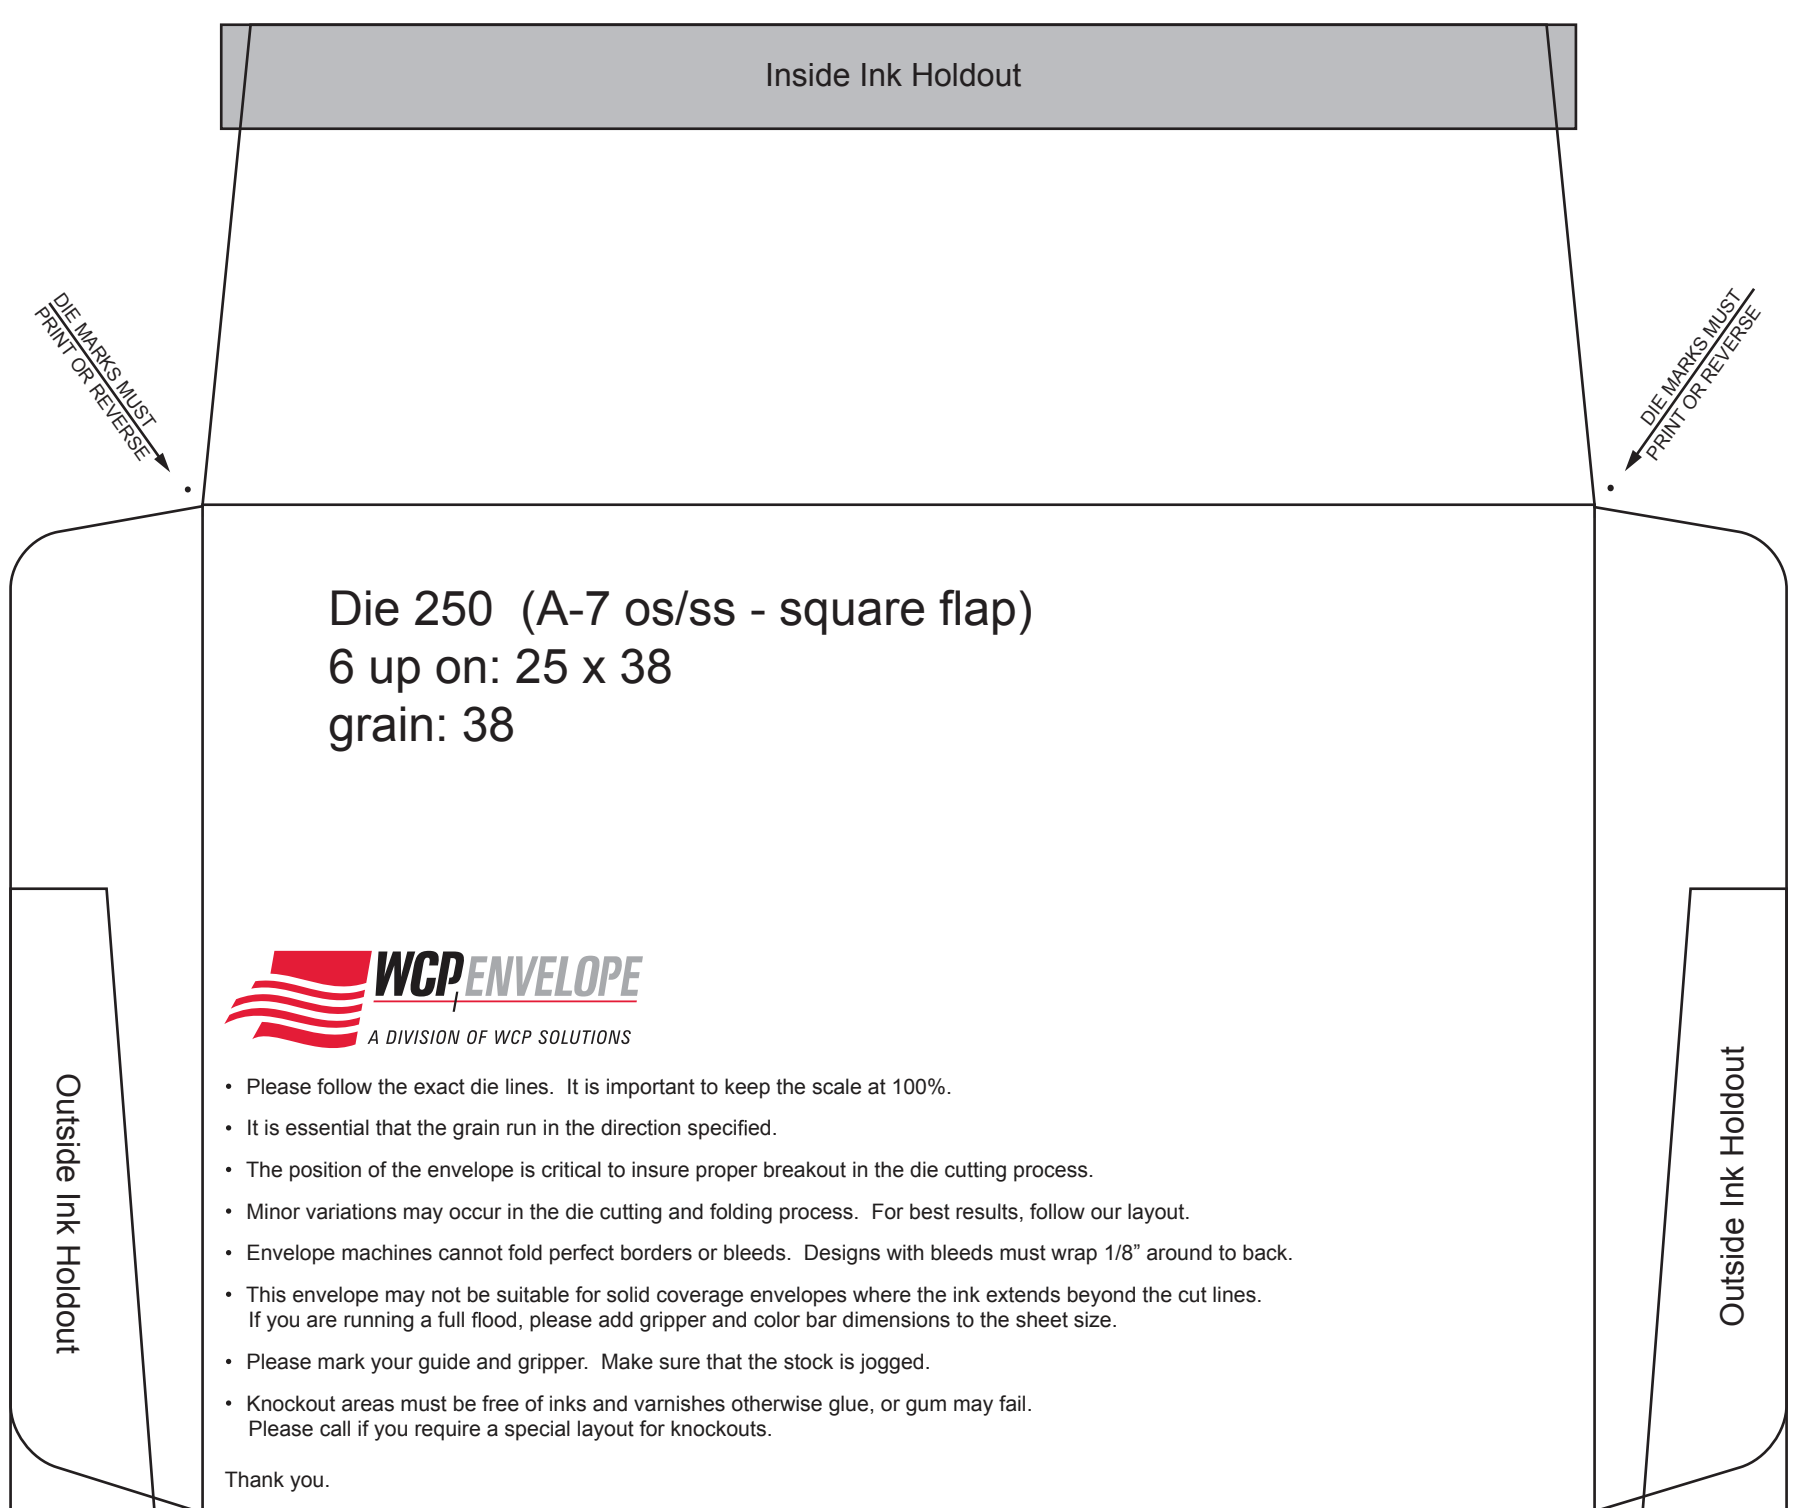 Inside Ink Holdout
DIE MARKS MUST
PRINT OR REVERSE
DIE MARKS MUST
PRINT OR REVERSE
Die 250  (A-7 os/ss - square flap)
6 up on: 25 x 38
grain: 38
WCP ENVELOPE
A DIVISION OF WCP SOLUTIONS
Outside Ink Holdout
Outside Ink Holdout
• Please follow the exact die lines.  It is important to keep the scale at 100%.
• It is essential that the grain run in the direction specified.
• The position of the envelope is critical to insure proper breakout in the die cutting process.
• Minor variations may occur in the die cutting and folding process.  For best results, follow our layout.
• Envelope machines cannot fold perfect borders or bleeds.  Designs with bleeds must wrap 1/8” around to back.
• This envelope may not be suitable for solid coverage envelopes where the ink extends beyond the cut lines.
If you are running a full flood, please add gripper and color bar dimensions to the sheet size.
• Please mark your guide and gripper.  Make sure that the stock is jogged.
• Knockout areas must be free of inks and varnishes otherwise glue, or gum may fail.
Please call if you require a special layout for knockouts.
Thank you.